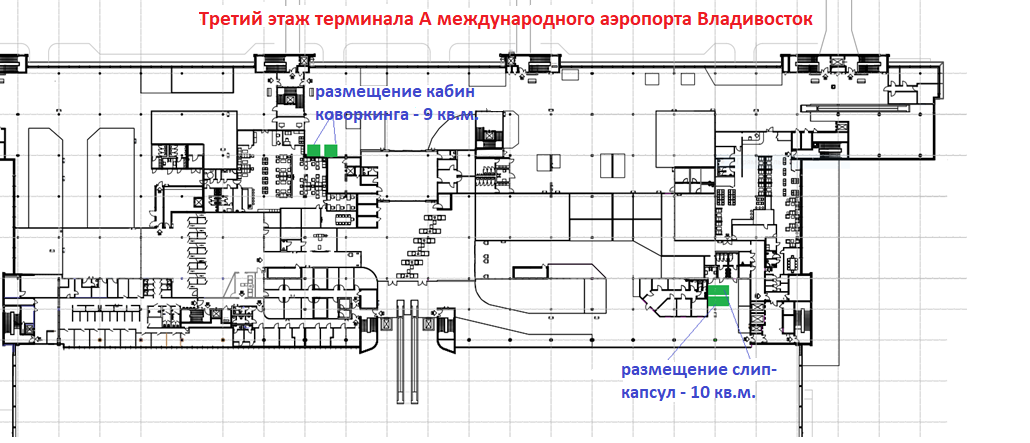 Третий этаж терминала А международного аэропорта Владивосток
размещение кабин
коворкинга - 9 кв.м.
размещение слип-
капсул - 10 кв.м.